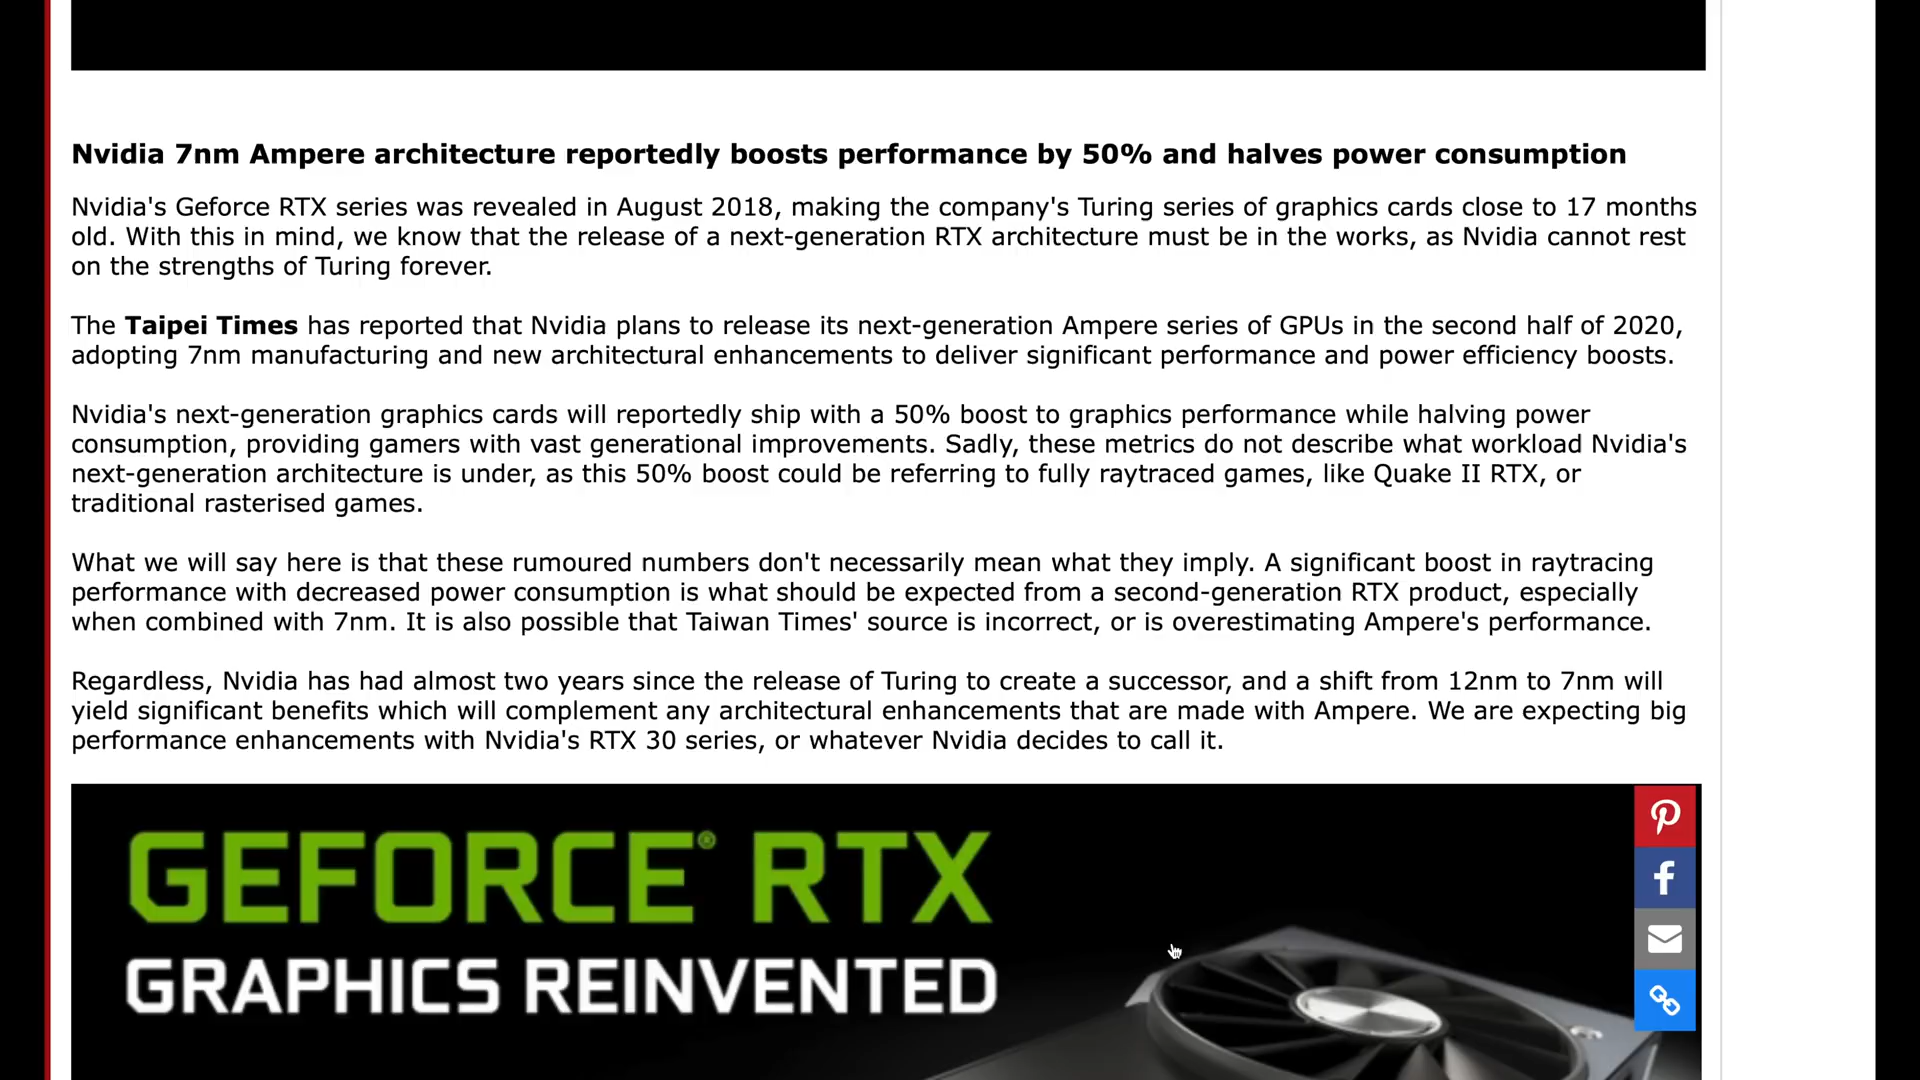 Nvidia 7nm Ampere architecture reportedly boosts performance by 50% and halves power consumption
Nvidia's Geforce RTX series was revealed in August 2018, making the company's Turing series of graphics cards close to 17 months
old. With this in mind, we know that the release of a next-generation RTX architecture must be in the works, as Nvidia cannot rest
on the strengths of Turing forever.
The Taipei Times has reported that Nvidia plans to release its next-generation Ampere series of GPUs in the second half of 2020,
adopting 7nm manufacturing and new architectural enhancements to deliver significant performance and power efficiency boosts.
Nvidia's next-generation graphics cards will reportedly ship with a 50% boost to graphics performance while halving power
consumption, providing gamers with vast generational improvements. Sadly, these metrics do not describe what workload Nvidia's
next-generation architecture is under, as this 50% boost could be referring to fully raytraced games, like Quake II RTX, or
traditional rasterised games.
What we will say here is that these rumoured numbers don't necessarily mean what they imply. A significant boost in raytracing
performance with decreased power consumption is what should be expected from a second-generation RTX product, especially
when combined with 7nm. It is also possible that Taiwan Times' source is incorrect, or is overestimating Ampere's performance.
Regardless, Nvidia has had almost two years since the release of Turing to create a successor, and a shift from 12nm to 7nm will
yield significant benefits which will complement any architectural enhancements that are made with Ampere. We are expecting big
performance enhancements with Nvidia's RTX 30 series, or whatever Nvidia decides to call it.
GEFORCE® RTX
GRAPHICS REINVENTED